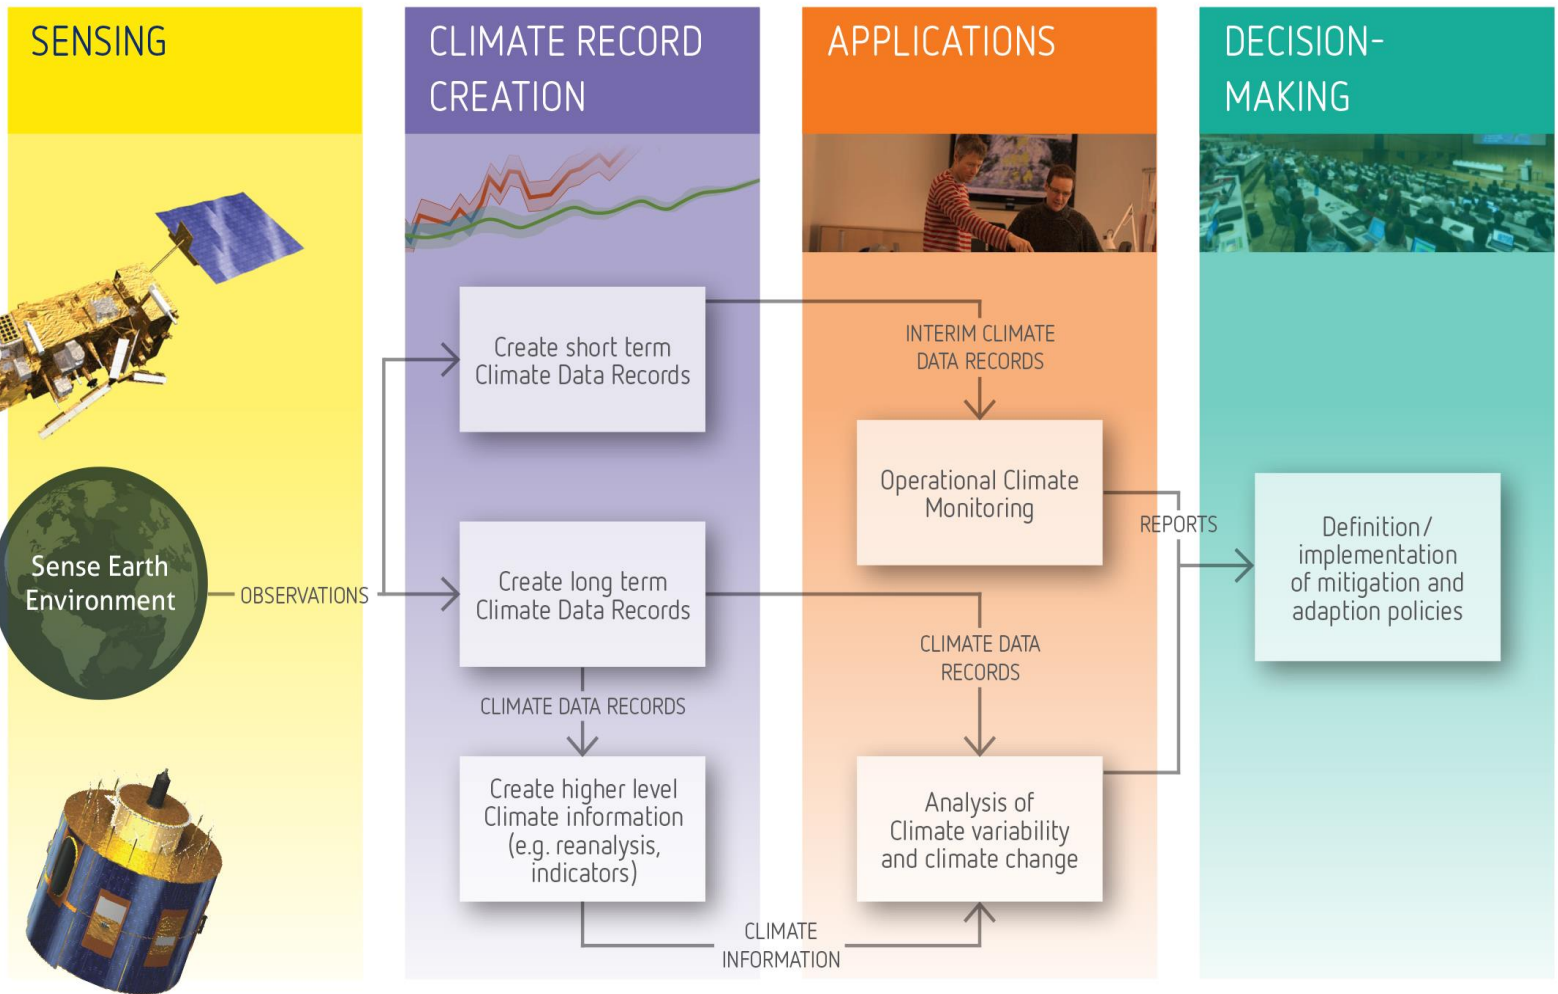 SENSING
CLIMATE RECORD
CREATION
APPLICATIONS
DECISION-
MAKING
Create short term
Climate Data Records
INTERIM CLIMATE
DATA RECORDS
Operational Climate
Monitoring
REPORTS
Definition/
implementation
of mitigation and
adaption policies
Sense Earth
Environment
OBSERVATIONS
Create long term
Climate Data Records
CLIMATE DATA
RECORDS
CLIMATE DATA RECORDS
Create higher level
Climate information
(e.g. reanalysis,
indicators)
Analysis of
Climate variability
and climate change
CLIMATE
INFORMATION